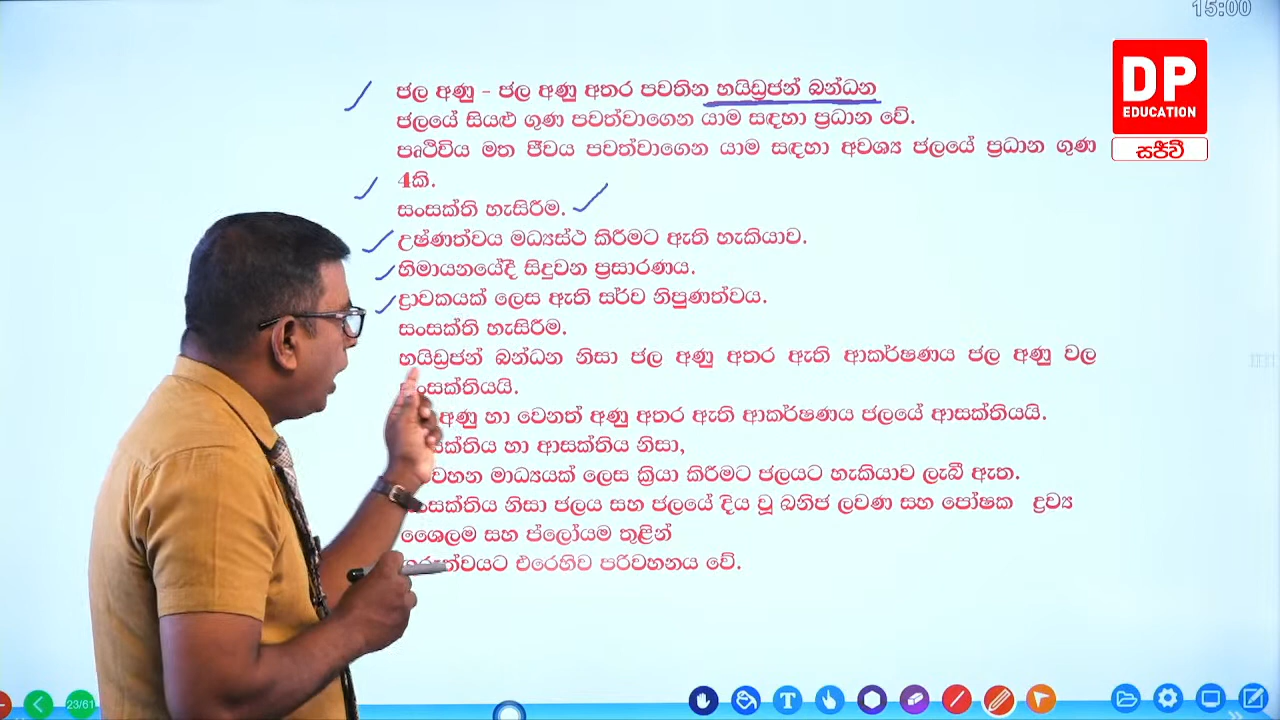 15:00
DP
EDUCATION
සජීවී
ජල අණු - ජල අණු අතර පවතින හයිඩ්‍රජන් බන්ධන
ජලයේ සියළු ගුණ පවත්වාගෙන යාම සඳහා ප්‍රධාන වේ.
පෘථිවිය මත ජීවය පවත්වාගෙන යාම සඳහා අවශ්‍ය ජලයේ ප්‍රධාන ගුණ
4කි.
සංසක්ති හැසිරීම.
උෂ්ණත්වය මධ්‍යස්ථ කිරීමට ඇති හැකියාව.
හිමායනයේදී සිදුවන ප්‍රසාරණය.
ද්‍රාවකයක් ලෙස ඇති සර්ව නිපුණත්වය.
සංසක්ති හැසිරීම.
හයිඩ්‍රජන් බන්ධන නිසා ජල අණු අතර ඇති ආකර්ෂණය ජල අණු වල
සංසක්තියයි.
අණු හා වෙනත් අණු අතර ඇති ආකර්ෂණය ජලයේ ආසක්තියයි.
හා ආසක්තිය නිසා,
මාධ්‍යයක් ලෙස ක්‍රියා කිරීමට ජලයට හැකියාව ලැබී ඇත.
නිසා ජලය සහ ජලයේ දිය වූ ඛනිජ ලවණ සහ පෝෂක ද්‍රව්‍ය
ශෛලම සහ ප්ලෝයම තුළින්
එරෙහිව පරිවහනය වේ.
23/61